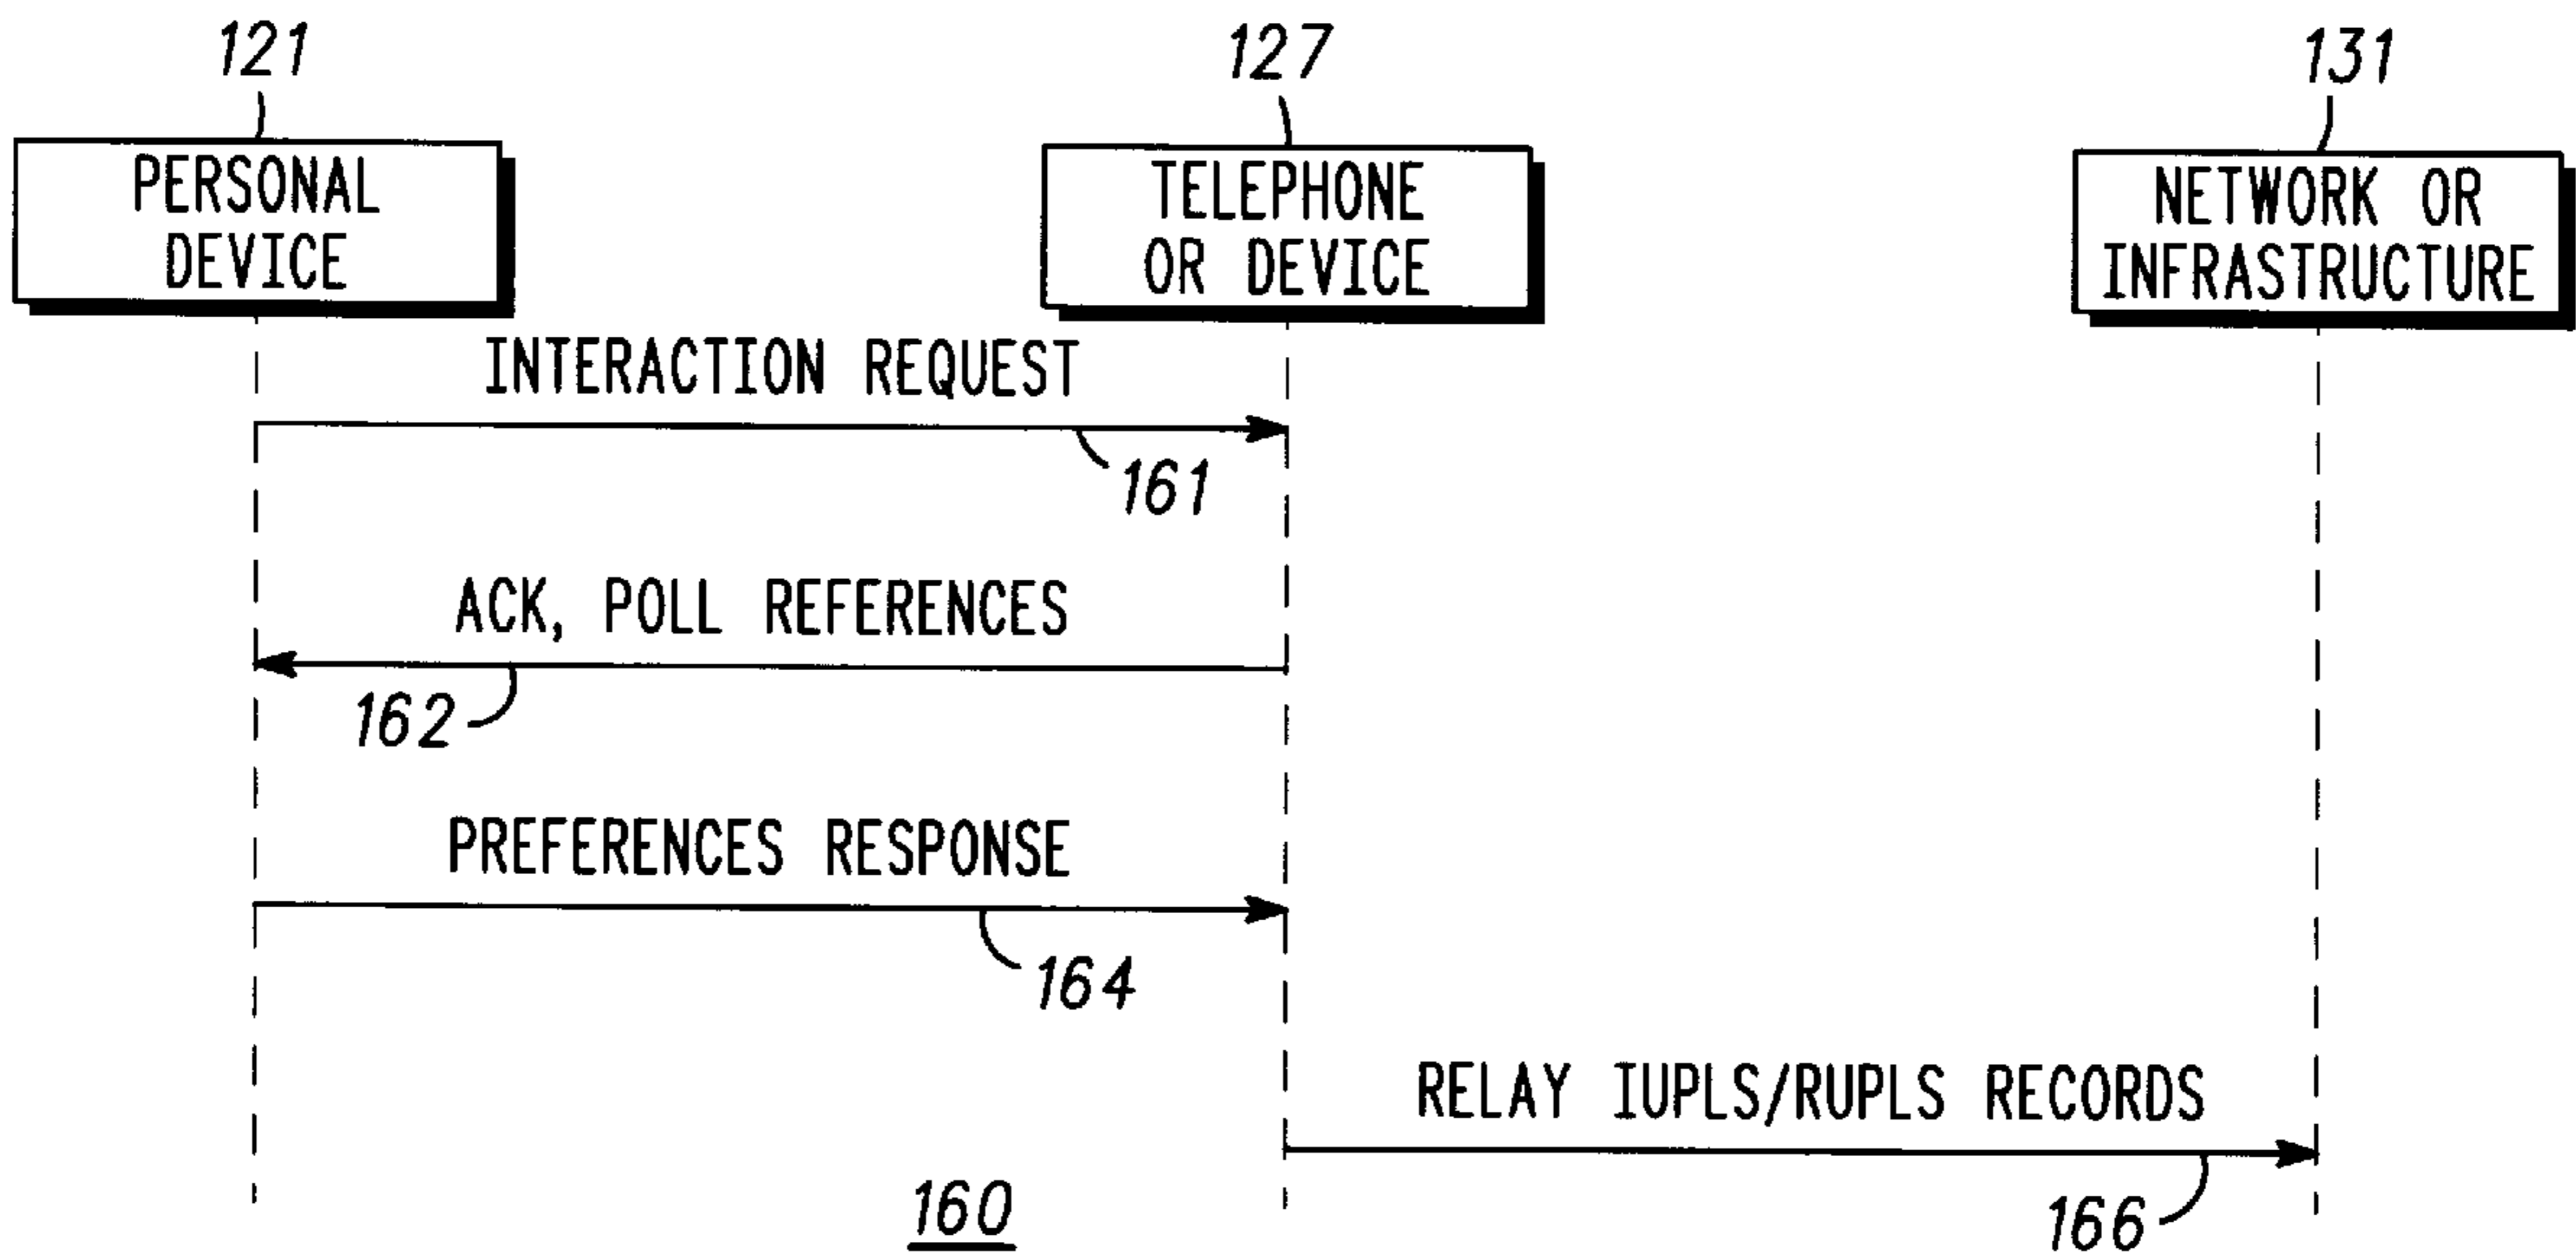 121
127
131
PERSONAL
DEVICE
TELEPHONE
OR DEVICE
NETWORK OR
INFRASTRUCTURE
INTERACTION REQUEST
161
ACK, POLL REFERENCES
162
PREFERENCES RESPONSE
164
RELAY IUPLS/RUPLS RECORDS
166
160